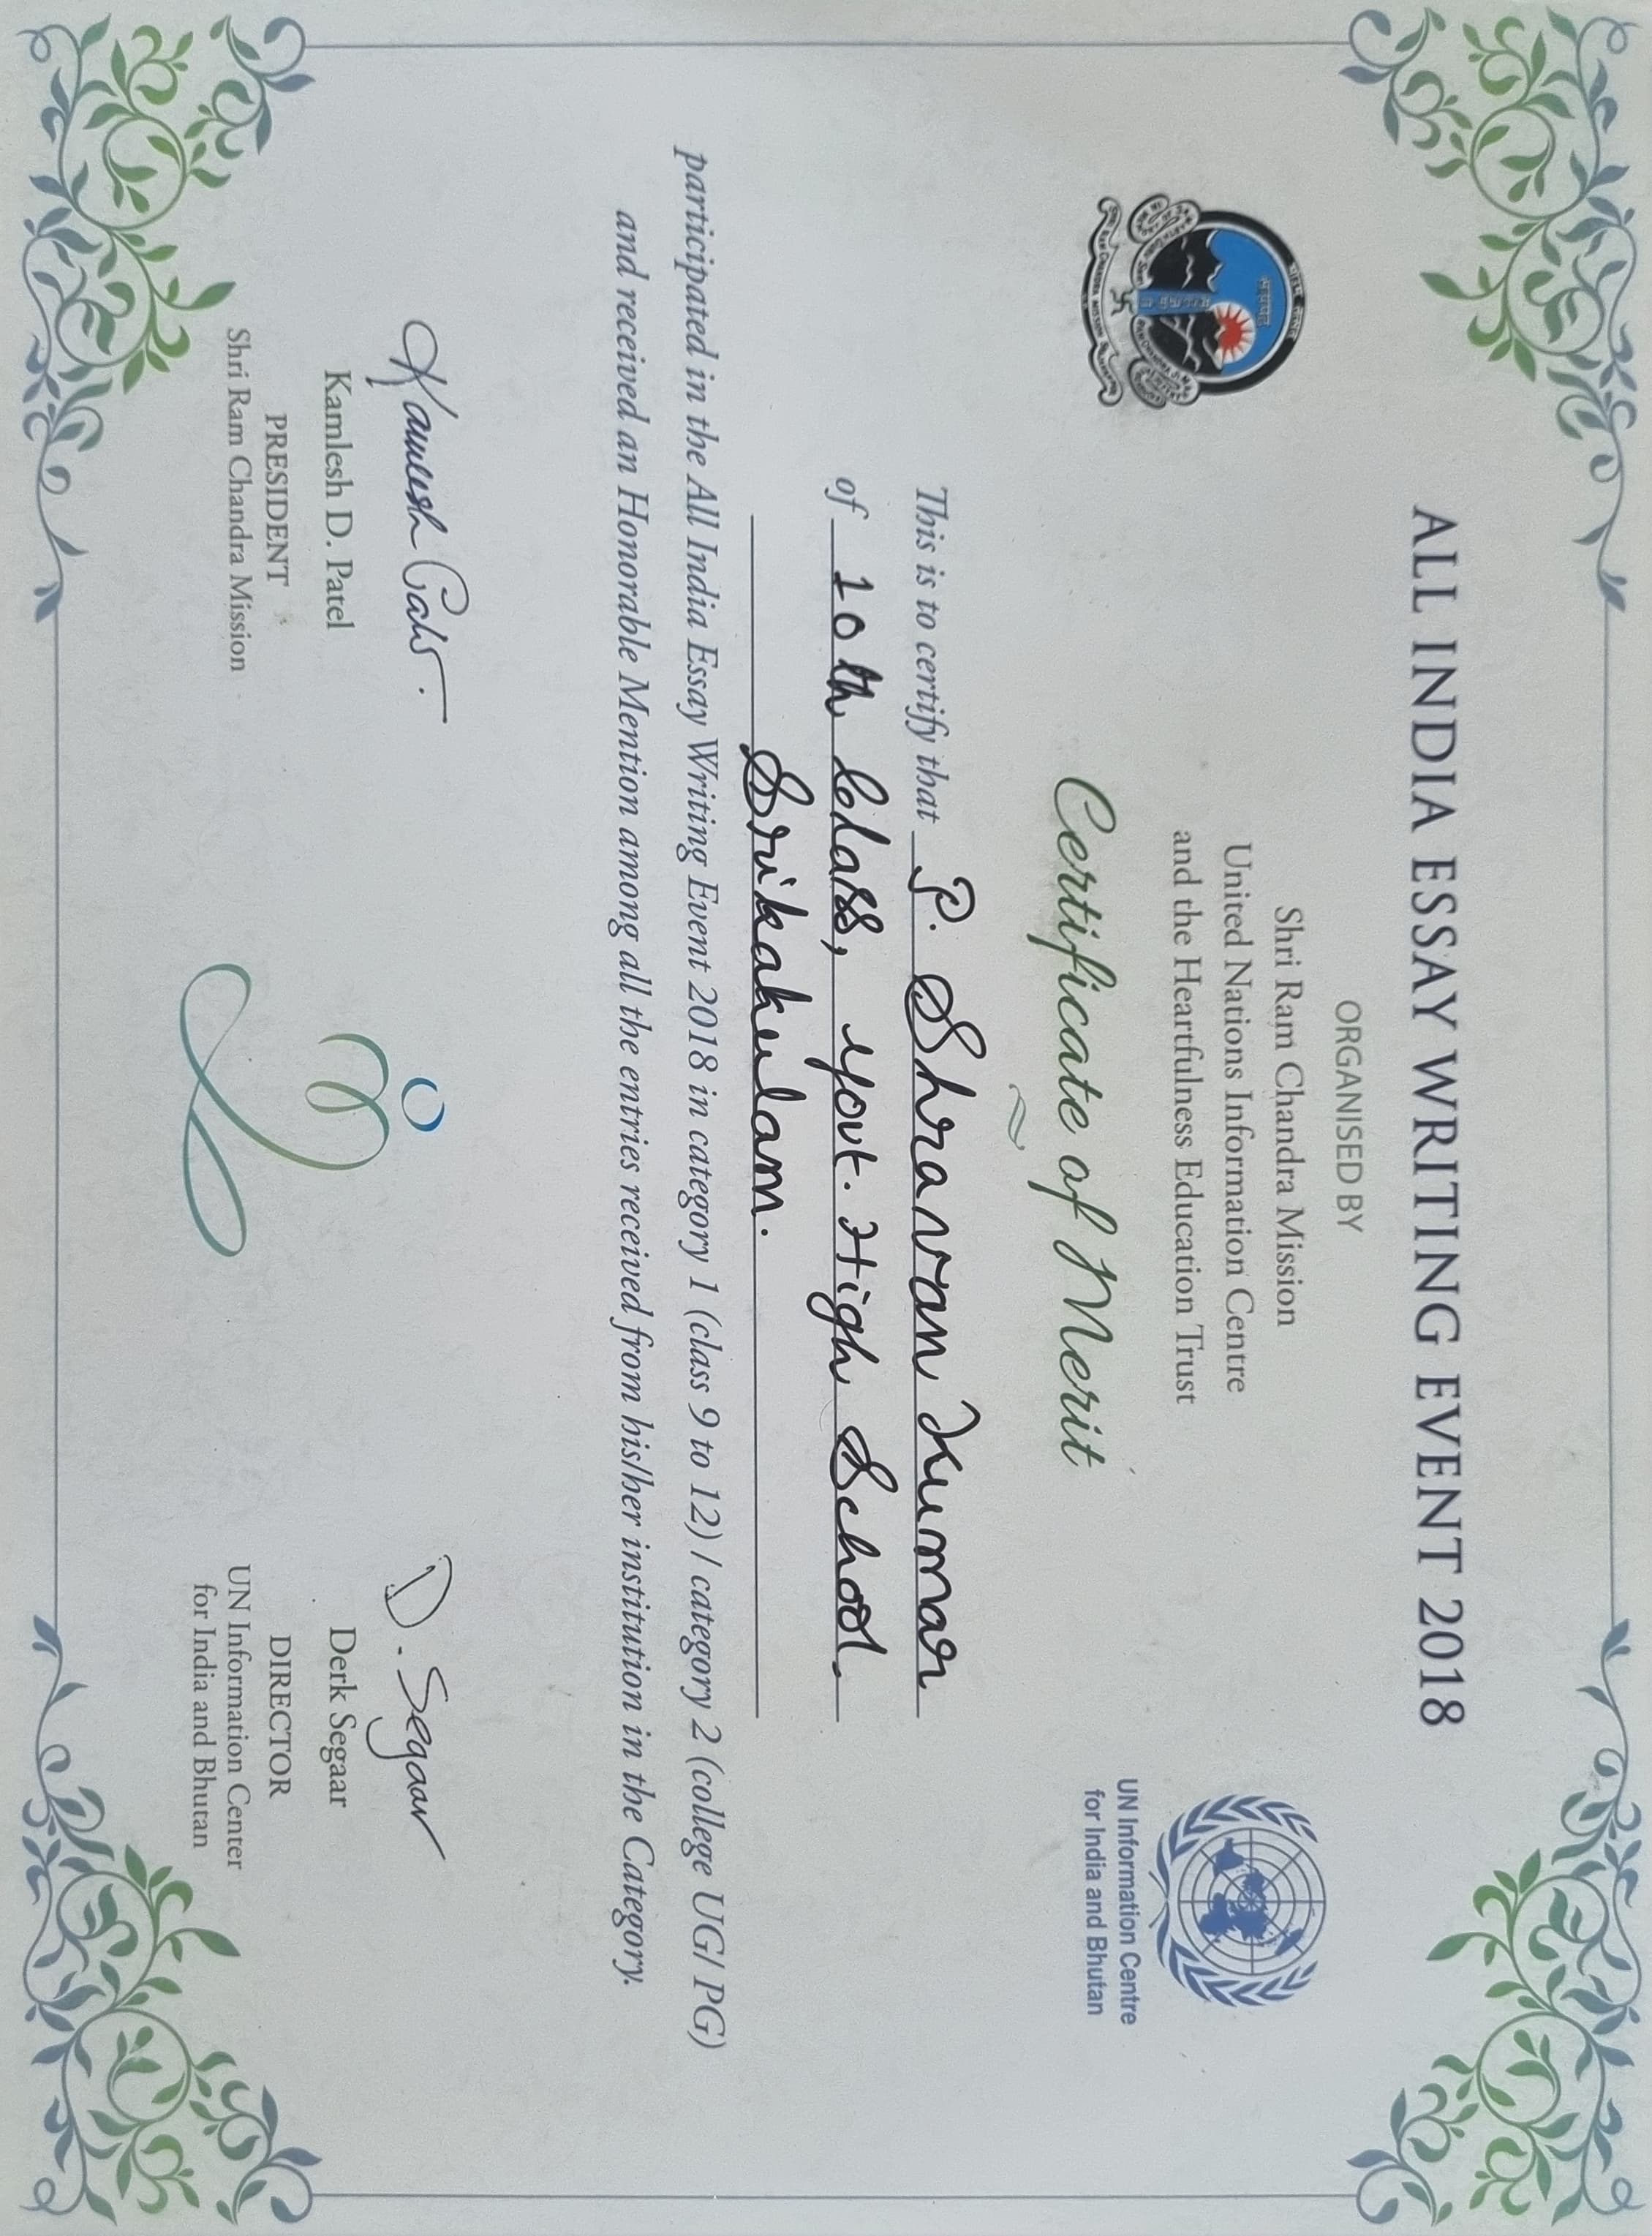 ALL INDIA ESSAY WRITING EVENT 2018
ORGANISED BY
Shri Ram Chandra Mission
United Nations Information Centre
and the Heartfulness Education Trust
UN Information Centre
for India and Bhutan
Certificate of Merit
This is to certify that P. Shravan Kumar
of 10th Class, Govt. High School
Srikakulam.
participated in the All India Essay Writing Event 2018 in category 1 (class 9 to 12) / category 2 (college UG/ PG)
and received an Honorable Mention among all the entries received from his/her institution in the Category.
D. Segaar
Kamlesh D. Patel
PRESIDENT
Shri Ram Chandra Mission
Derk Segaar
DIRECTOR
UN Information Center
for India and Bhutan